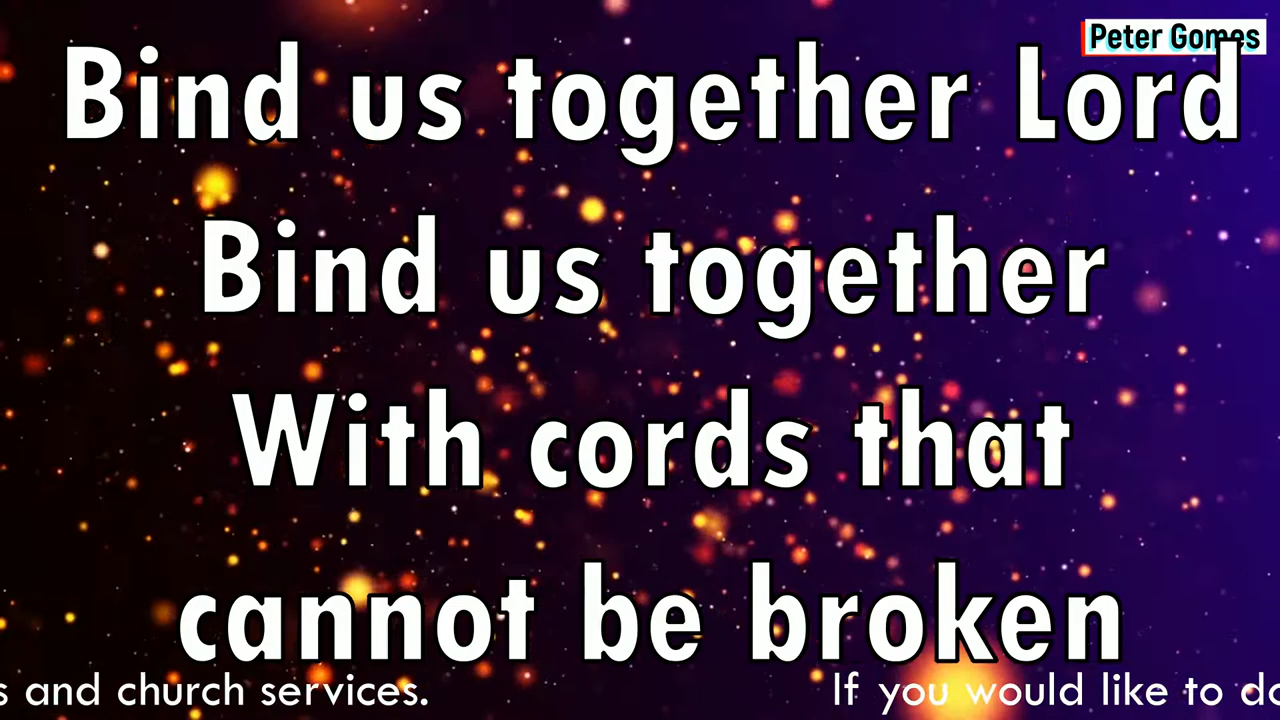 Peter Gomes
Bind us together Lord
Bind us together
With cords that
cannot be broken
s and church services. If you would like to